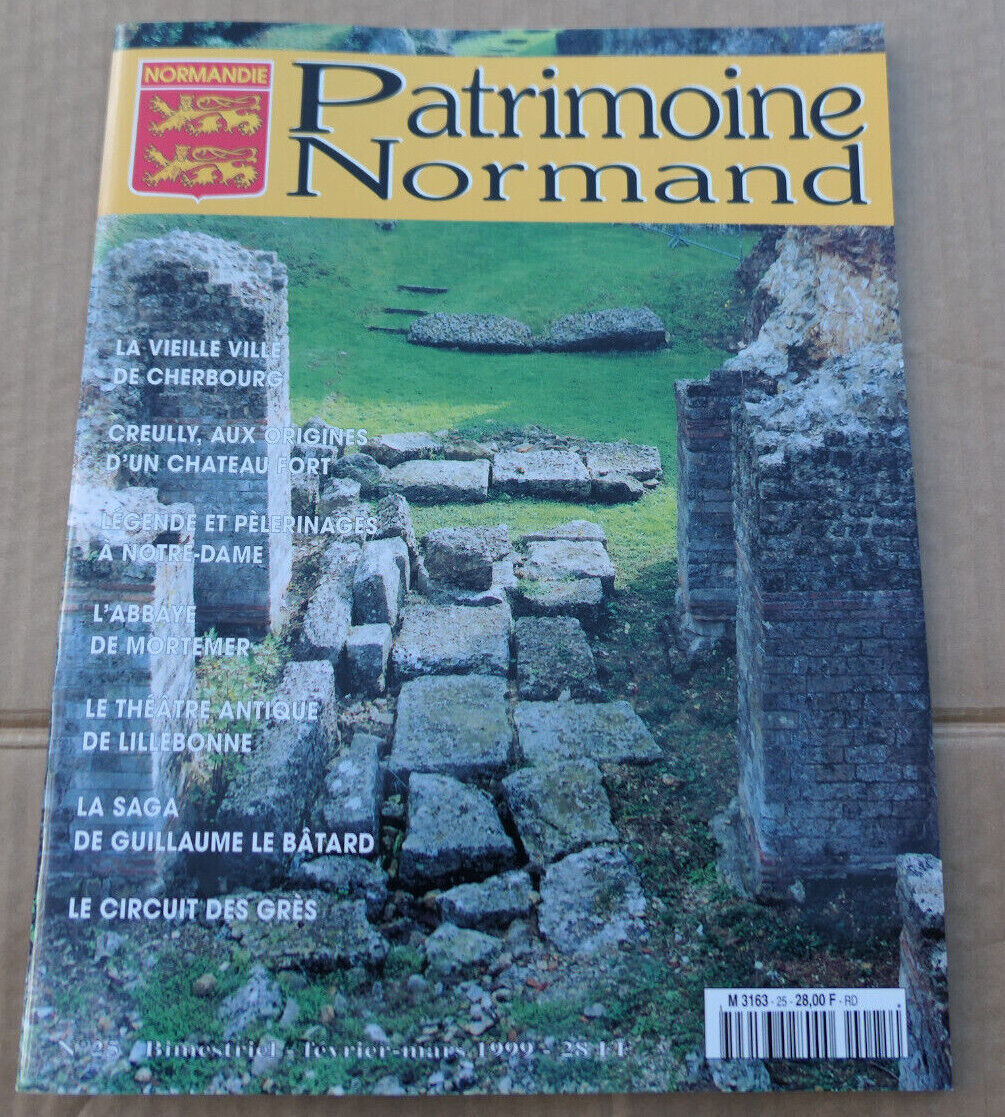 NORMANDIE
Patrimoine
Normand
LA VIEILLE VILLE
DE CHERBOURG
CREULLY, AUX ORIGINES
D'UN CHATEAU FORT
LÉGENDE ET PÈLERINAGES
A NOTRE-DAME
L'ABBAYE
DE MORTEMER
LE THÉATRE ANTIQUE
DE LILLEBONNE
LA SAGA
DE GUILLAUME LE BÂTARD
LE CIRCUIT DES GRÈS
M 3163 - 25 - 28,00 F - RD
N°25 - Bimestriel - février-mars 1999 - 28 FF